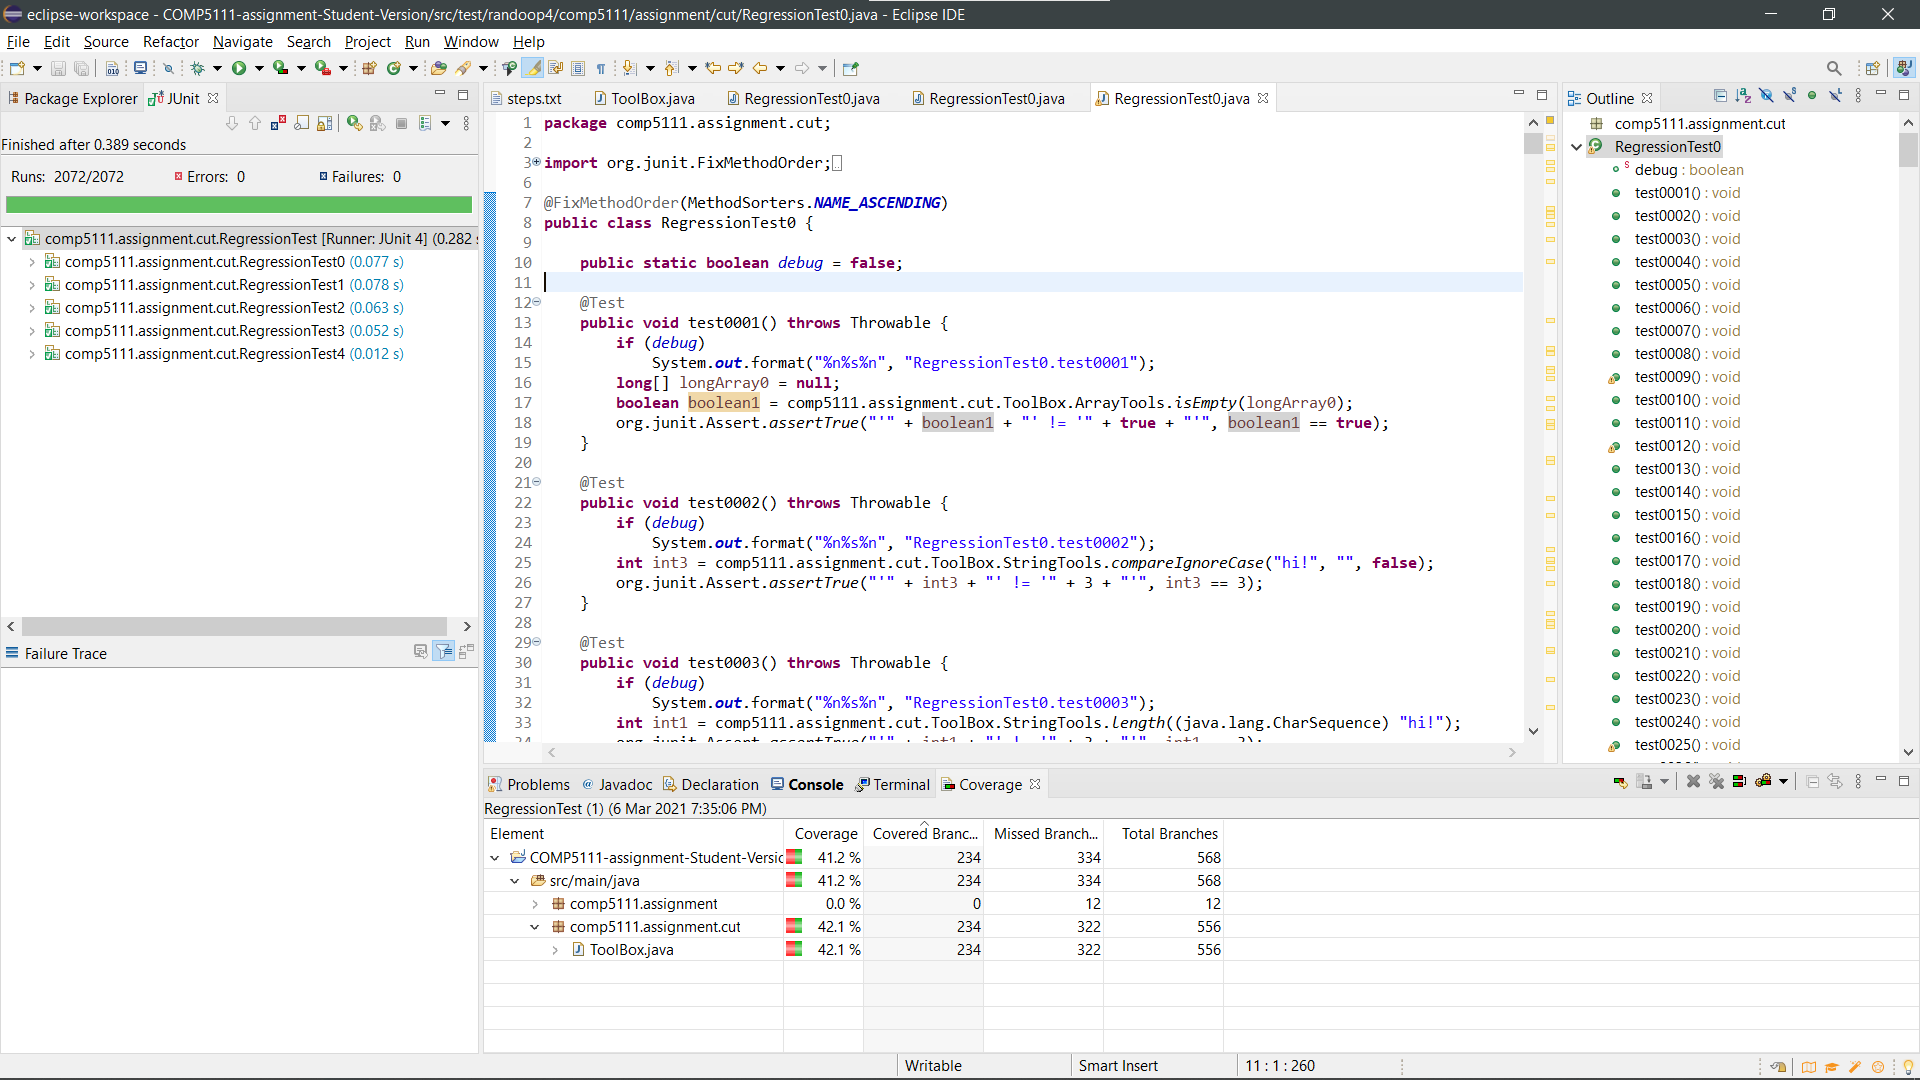 eclipse-workspace - COMP5111-assignment-Student-Version/src/test/randoop4/comp5111/assignment/cut/RegressionTest0.java - Eclipse IDE
File Edit Source Refactor Navigate Search Project Run Window Help
Package Explorer JUnit
Finished after 0.389 seconds
Runs: 2072/2072 Errors: 0 Failures: 0
comp5111.assignment.cut.RegressionTest [Runner: JUnit 4] (0.282 s
comp5111.assignment.cut.RegressionTest0 (0.077 s)
comp5111.assignment.cut.RegressionTest1 (0.078 s)
comp5111.assignment.cut.RegressionTest2 (0.063 s)
comp5111.assignment.cut.RegressionTest3 (0.052 s)
comp5111.assignment.cut.RegressionTest4 (0.012 s)
Failure Trace
steps.txt ToolBox.java RegressionTest0.java RegressionTest0.java RegressionTest0.java
1 package comp5111.assignment.cut;
2
3 import org.junit.FixMethodOrder;
6
7 @FixMethodOrder(MethodSorters.NAME_ASCENDING)
8 public class RegressionTest0 {
9
10 public static boolean debug = false;
11
12 @Test
13 public void test0001() throws Throwable {
14 if (debug)
15 System.out.format("%n%s%n", "RegressionTest0.test0001");
16 long[] longArray0 = null;
17 boolean boolean1 = comp5111.assignment.cut.ToolBox.ArrayTools.isEmpty(longArray0);
18 org.junit.Assert.assertTrue("'" + boolean1 + "' != '" + true + "'", boolean1 == true);
19 }
20
21 @Test
22 public void test0002() throws Throwable {
23 if (debug)
24 System.out.format("%n%s%n", "RegressionTest0.test0002");
25 int int3 = comp5111.assignment.cut.ToolBox.StringTools.compareIgnoreCase("hi!", "", false);
26 org.junit.Assert.assertTrue("'" + int3 + "' != '" + 3 + "'", int3 == 3);
27 }
28
29 @Test
30 public void test0003() throws Throwable {
31 if (debug)
32 System.out.format("%n%s%n", "RegressionTest0.test0003");
33 int int1 = comp5111.assignment.cut.ToolBox.StringTools.length((java.lang.CharSequence) "hi!");
34 org.junit.Assert.assertTrue("'" + int1 + "' != '" + 3 + "'", int1 == 3);
Outline
comp5111.assignment.cut
RegressionTest0
debug : boolean
test0001() : void
test0002() : void
test0003() : void
test0004() : void
test0005() : void
test0006() : void
test0007() : void
test0008() : void
test0009() : void
test0010() : void
test0011() : void
test0012() : void
test0013() : void
test0014() : void
test0015() : void
test0016() : void
test0017() : void
test0018() : void
test0019() : void
test0020() : void
test0021() : void
test0022() : void
test0023() : void
test0024() : void
test0025() : void
Problems Javadoc Declaration Console Terminal Coverage
RegressionTest (1) (6 Mar 2021 7:35:06 PM)
Element Coverage Covered Branc... Missed Branch... Total Branches
COMP5111-assignment-Student-Versic 41.2 % 234 334 568
src/main/java 41.2 % 234 334 568
comp5111.assignment 0.0 % 0 12 12
comp5111.assignment.cut 42.1 % 234 322 556
ToolBox.java 42.1 % 234 322 556
Writable Smart Insert 11 : 1 : 260